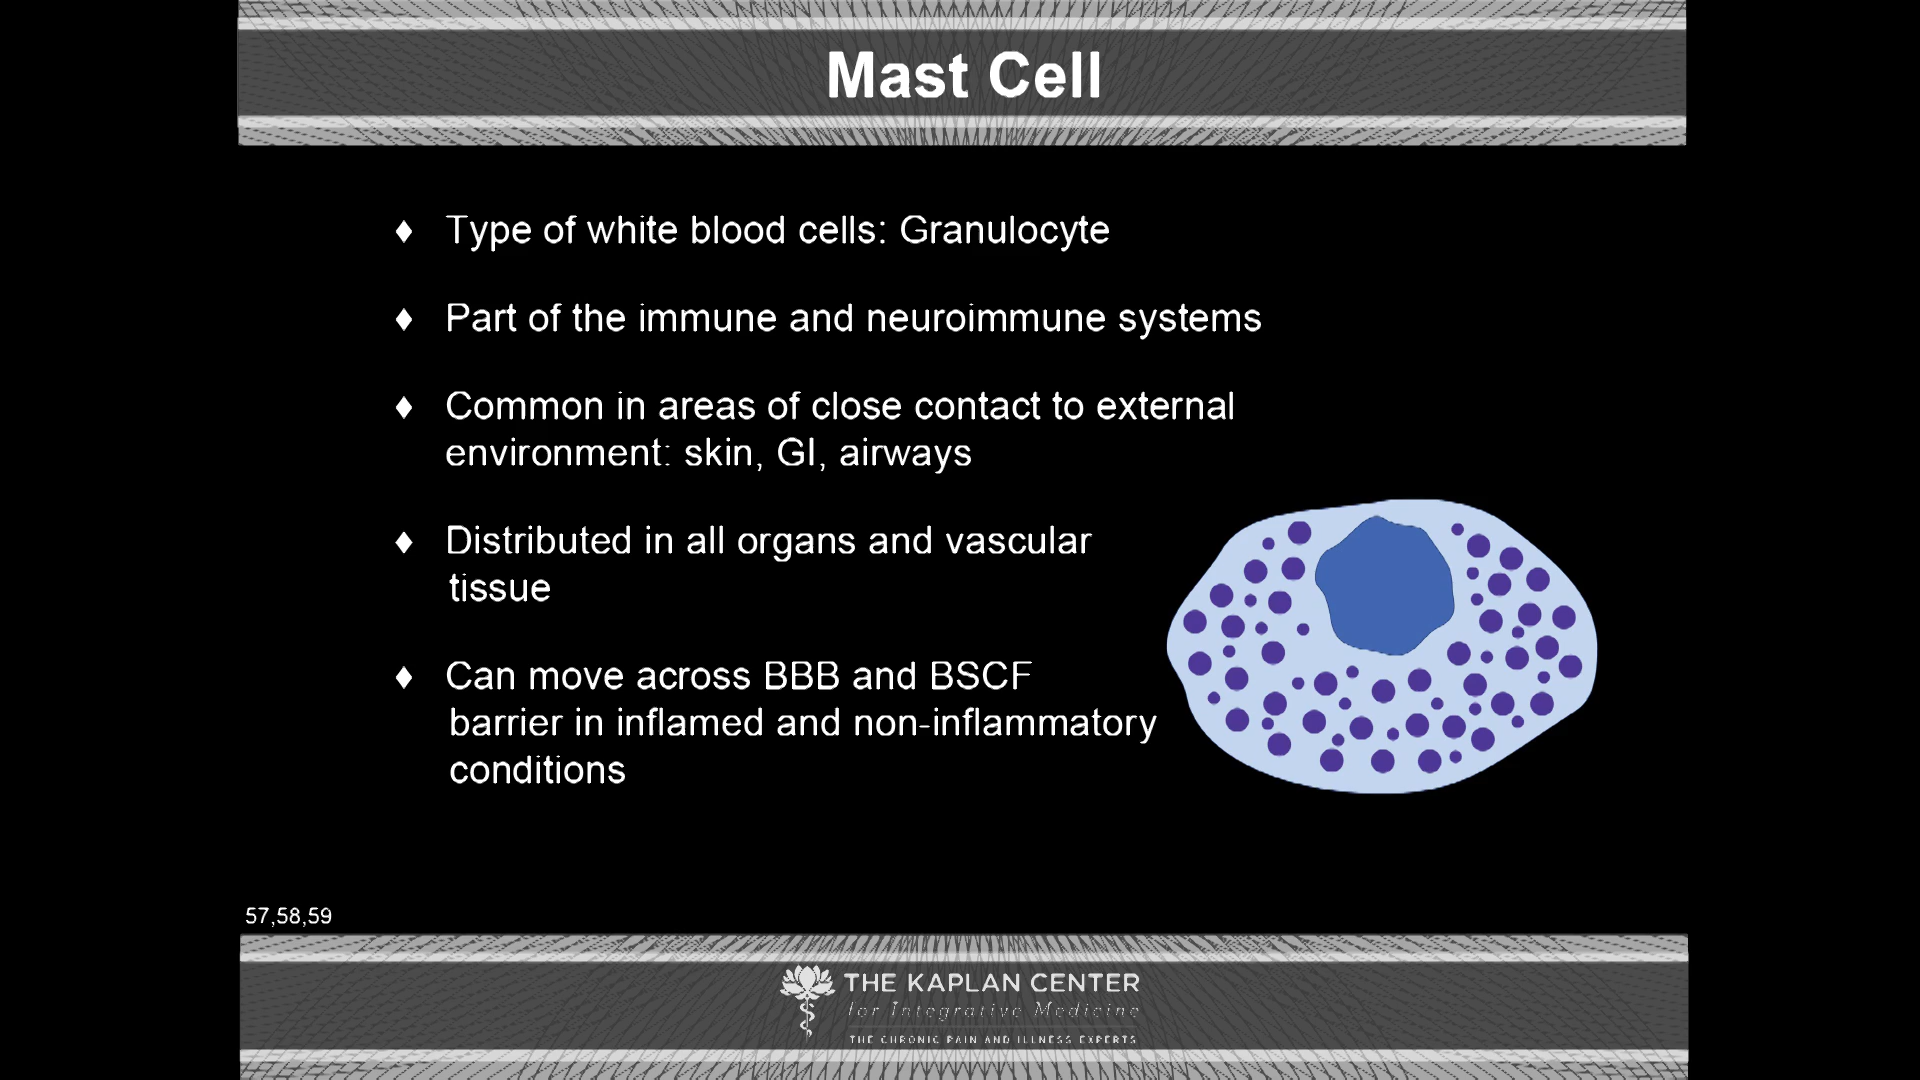 Mast Cell
♦ Type of white blood cells: Granulocyte
♦ Part of the immune and neuroimmune systems
♦ Common in areas of close contact to external
environment: skin, GI, airways
♦ Distributed in all organs and vascular
tissue
♦ Can move across BBB and BSCF
barrier in inflamed and non-inflammatory
conditions
57,58,59
THE KAPLAN CENTER
for Integrative Medicine
THE CHRONIC PAIN AND ILLNESS EXPERTS